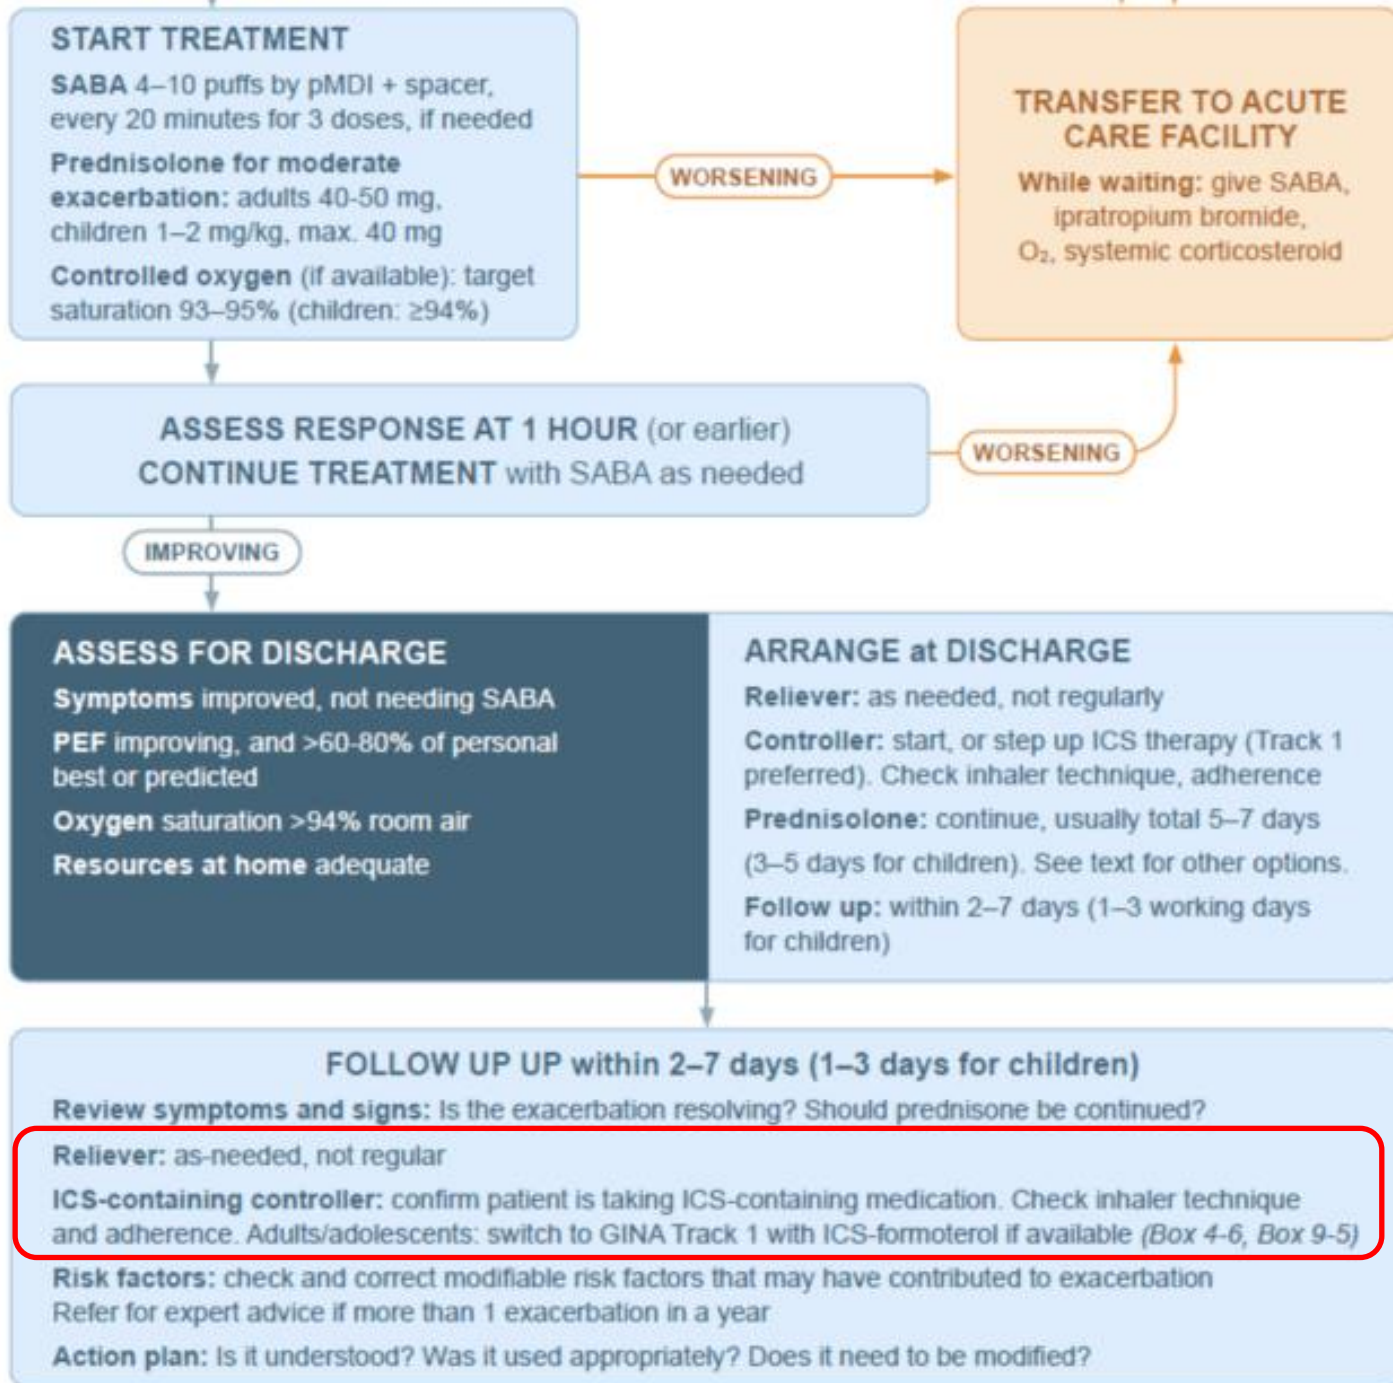 START TREATMENT
SABA 4–10 puffs by pMDI + spacer,
every 20 minutes for 3 doses, if needed
Prednisolone for moderate
exacerbation: adults 40-50 mg,
children 1–2 mg/kg, max. 40 mg
Controlled oxygen (if available): target
saturation 93–95% (children: ≥94%)
WORSENING
TRANSFER TO ACUTE
CARE FACILITY
While waiting: give SABA,
ipratropium bromide,
O₂, systemic corticosteroid
ASSESS RESPONSE AT 1 HOUR (or earlier)
CONTINUE TREATMENT with SABA as needed
WORSENING
IMPROVING
ASSESS FOR DISCHARGE
Symptoms improved, not needing SABA
PEF improving, and >60-80% of personal
best or predicted
Oxygen saturation >94% room air
Resources at home adequate
ARRANGE at DISCHARGE
Reliever: as needed, not regularly
Controller: start, or step up ICS therapy (Track 1
preferred). Check inhaler technique, adherence
Prednisolone: continue, usually total 5–7 days
(3–5 days for children). See text for other options.
Follow up: within 2–7 days (1–3 working days
for children)
FOLLOW UP UP within 2–7 days (1–3 days for children)
Review symptoms and signs: Is the exacerbation resolving? Should prednisone be continued?
Reliever: as-needed, not regular
ICS-containing controller: confirm patient is taking ICS-containing medication. Check inhaler technique
and adherence. Adults/adolescents: switch to GINA Track 1 with ICS-formoterol if available (Box 4-6, Box 9-5)
Risk factors: check and correct modifiable risk factors that may have contributed to exacerbation
Refer for expert advice if more than 1 exacerbation in a year
Action plan: Is it understood? Was it used appropriately? Does it need to be modified?